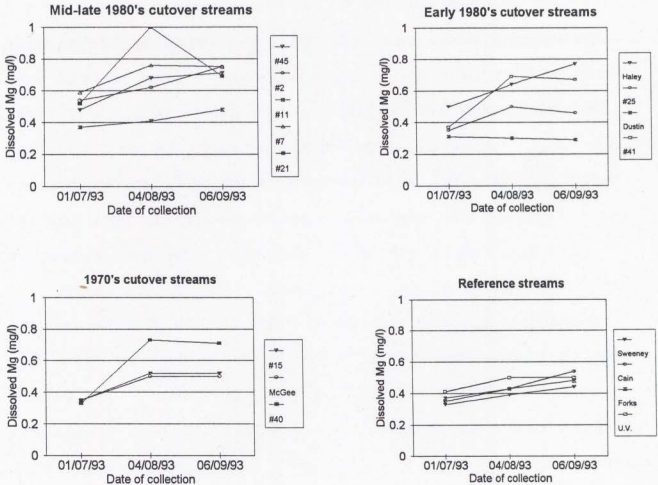 Mid-late 1980's cutover streams
Dissolved Mg (mg/l)
1
0.8
0.6
0.4
0.2
0
01/07/93 04/08/93 06/09/93
Date of collection
#45
#2
#11
#7
#21
Early 1980's cutover streams
Dissolved Mg (mg/l)
1
0.8
0.6
0.4
0.2
0
01/07/93 04/08/93 06/09/93
Date of collection
Haley
#25
Dustin
#41
1970's cutover streams
Dissolved Mg (mg/l)
1
0.8
0.6
0.4
0.2
0
01/07/93 04/08/93 06/09/93
Date of collection
#15
McGee
#40
Reference streams
Dissolved Mg (mg/l)
1
0.8
0.6
0.4
0.2
0
01/07/93 04/08/93 06/09/93
Date of collection
Sweeney
Cain
Forks
U.V.